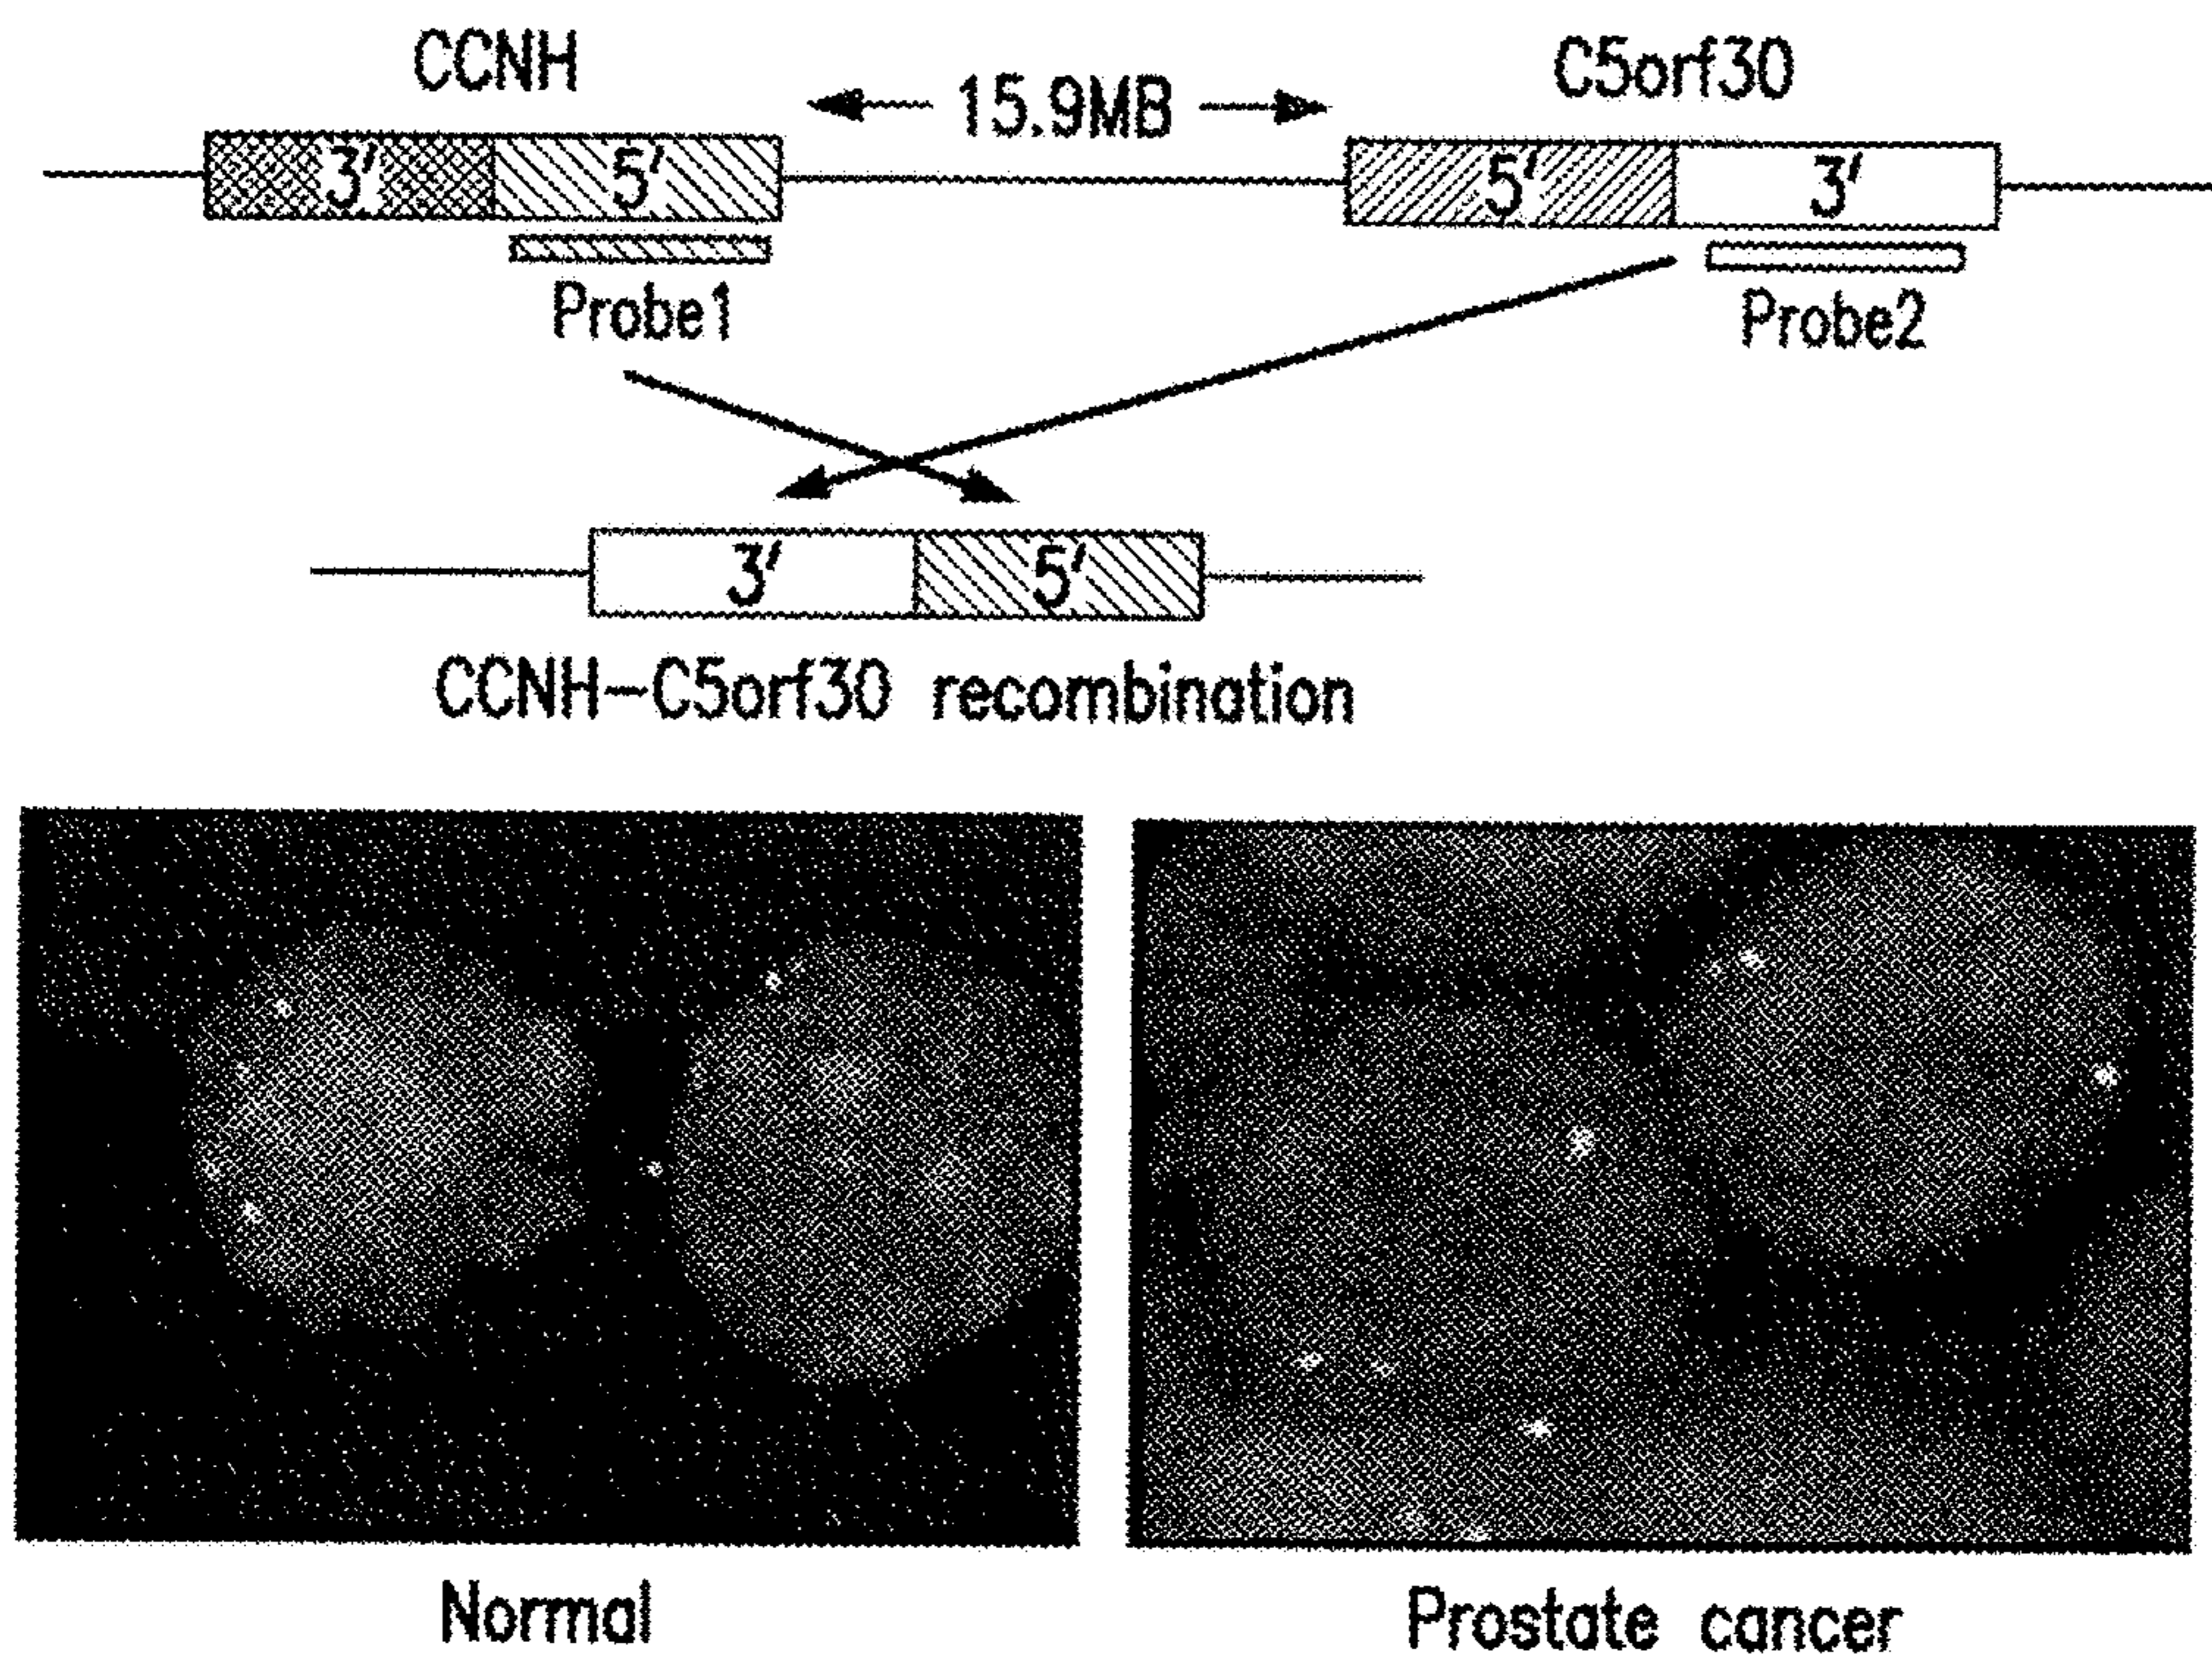 CCNH
C5orf30
15.9MB
3' 5' 5' 3'
Probe1
Probe2
3' 5'
CCNH-C5orf30 recombination
Normal
Prostate cancer